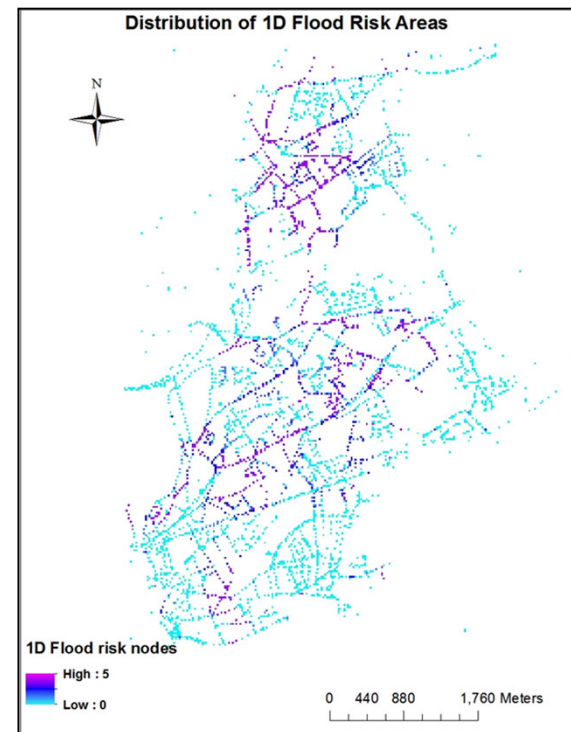 Distribution of 1D Flood Risk Areas
N
1D Flood risk nodes
High : 5
Low : 0
0 440 880 1,760 Meters